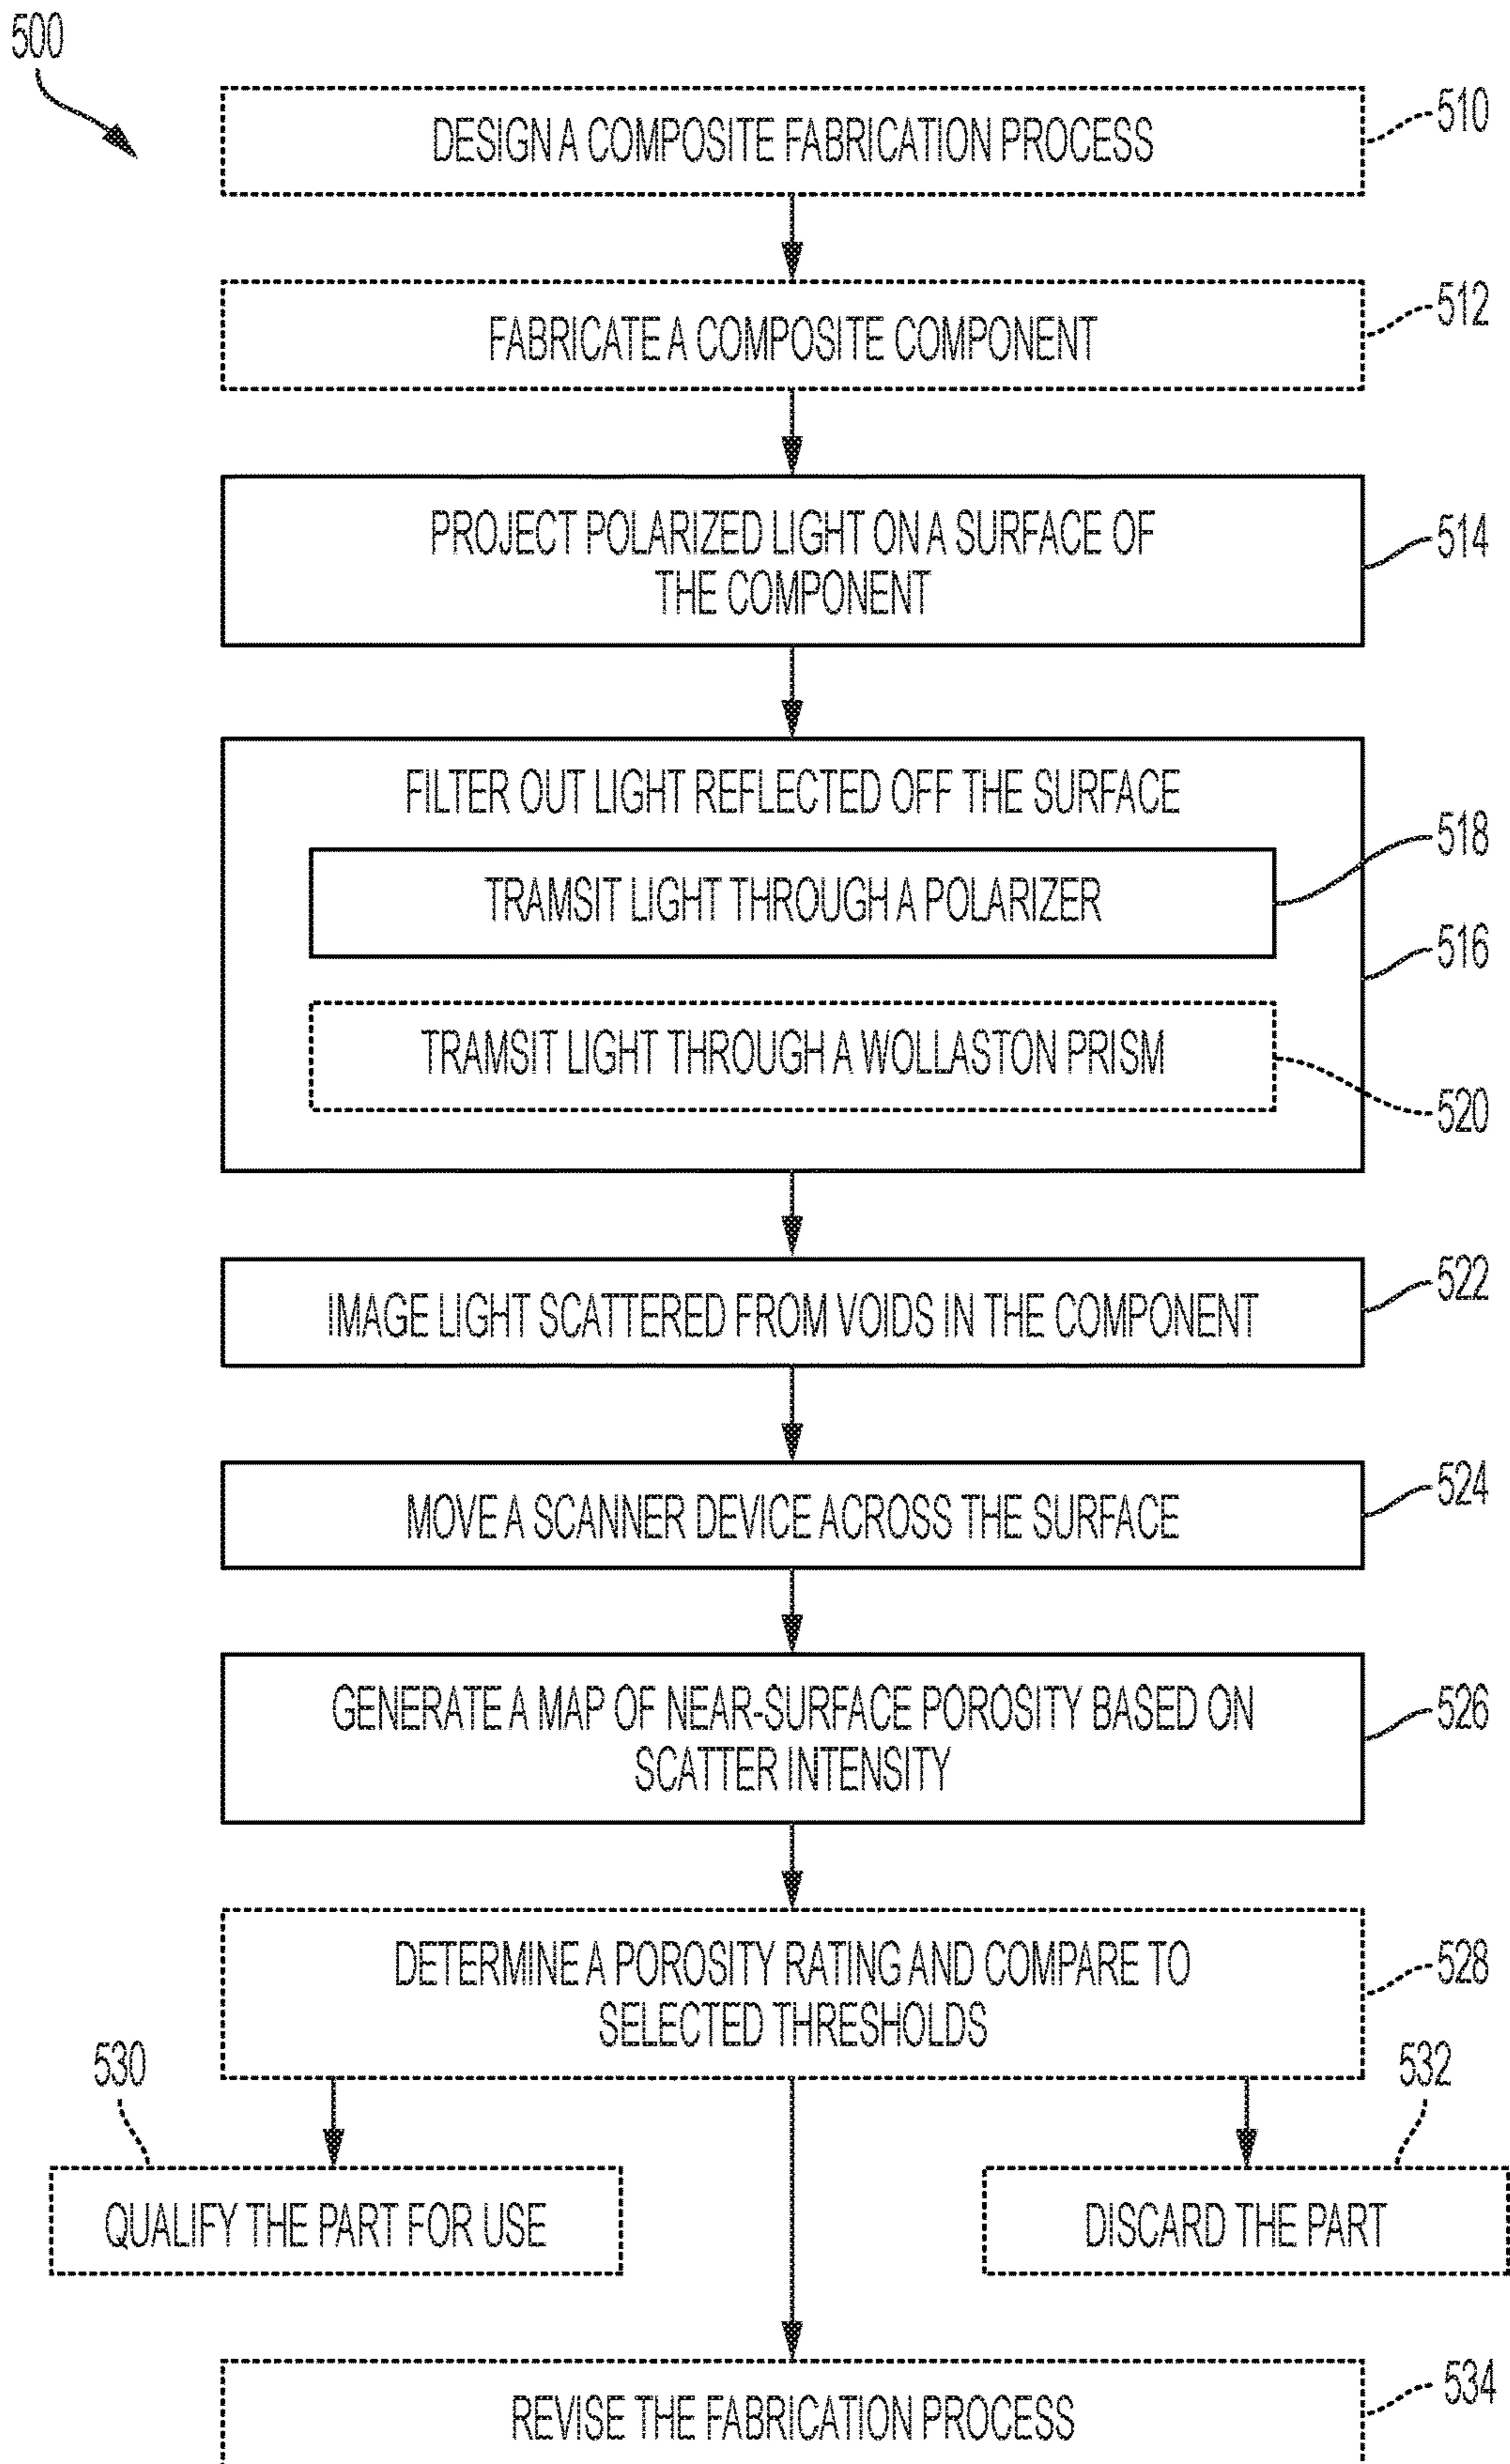 500
DESIGN A COMPOSITE FABRICATION PROCESS
510
FABRICATE A COMPOSITE COMPONENT
512
PROJECT POLARIZED LIGHT ON A SURFACE OF
THE COMPONENT
514
FILTER OUT LIGHT REFLECTED OFF THE SURFACE
TRAMSIT LIGHT THROUGH A POLARIZER
518
516
TRAMSIT LIGHT THROUGH A WOLLASTON PRISM
520
IMAGE LIGHT SCATTERED FROM VOIDS IN THE COMPONENT
522
MOVE A SCANNER DEVICE ACROSS THE SURFACE
524
GENERATE A MAP OF NEAR-SURFACE POROSITY BASED ON
SCATTER INTENSITY
526
DETERMINE A POROSITY RATING AND COMPARE TO
SELECTED THRESHOLDS
528
530
QUALIFY THE PART FOR USE
532
DISCARD THE PART
REVISE THE FABRICATION PROCESS
534